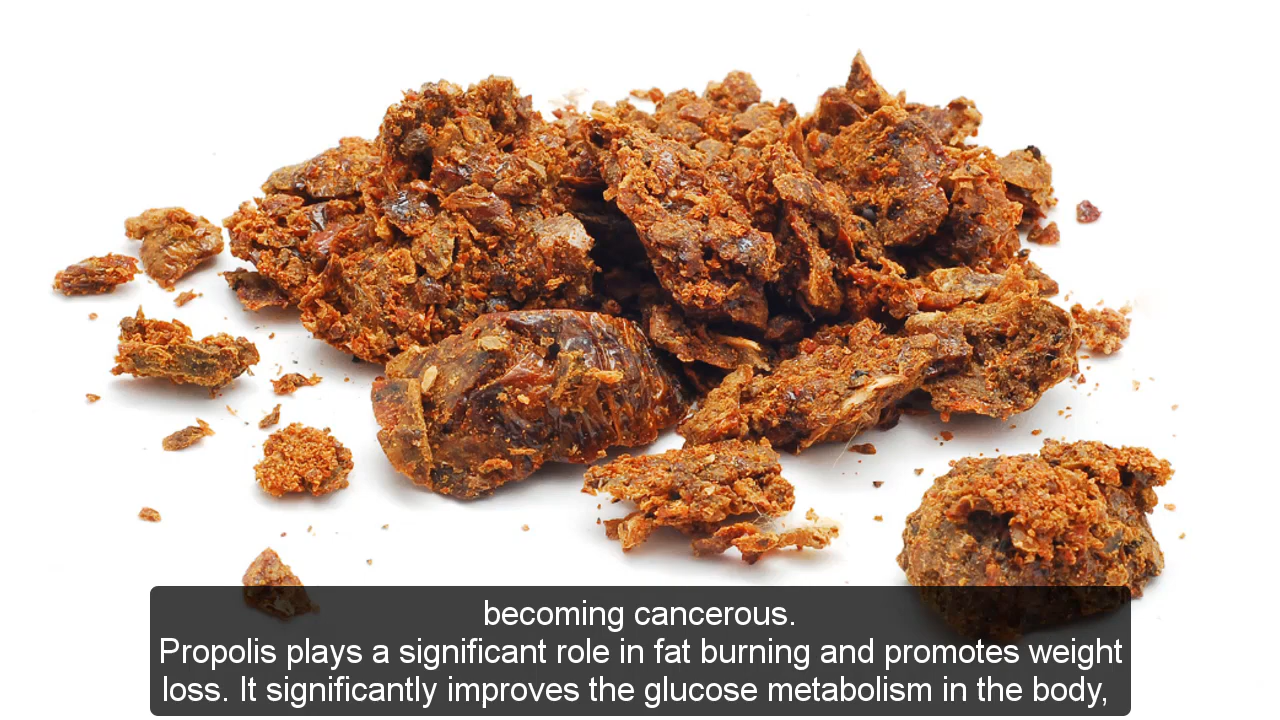 becoming cancerous.
Propolis plays a significant role in fat burning and promotes weight
loss. It significantly improves the glucose metabolism in the body,